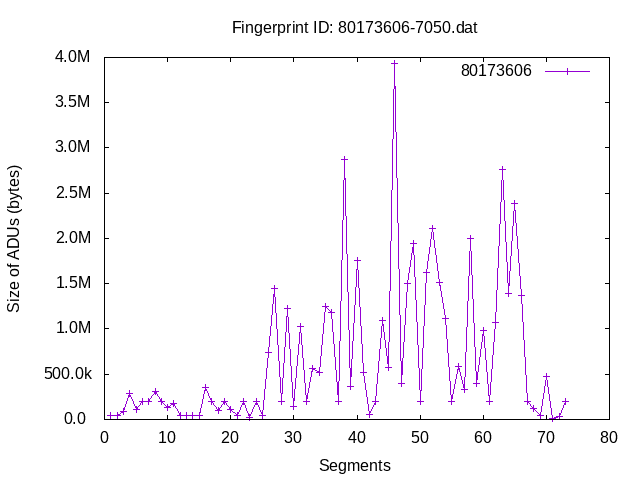 Fingerprint ID: 80173606-7050.dat
80173606
4.0M
3.5M
3.0M
2.5M
2.0M
1.5M
1.0M
500.0k
0.0
Size of ADUs (bytes)
0 10 20 30 40 50 60 70 80
Segments